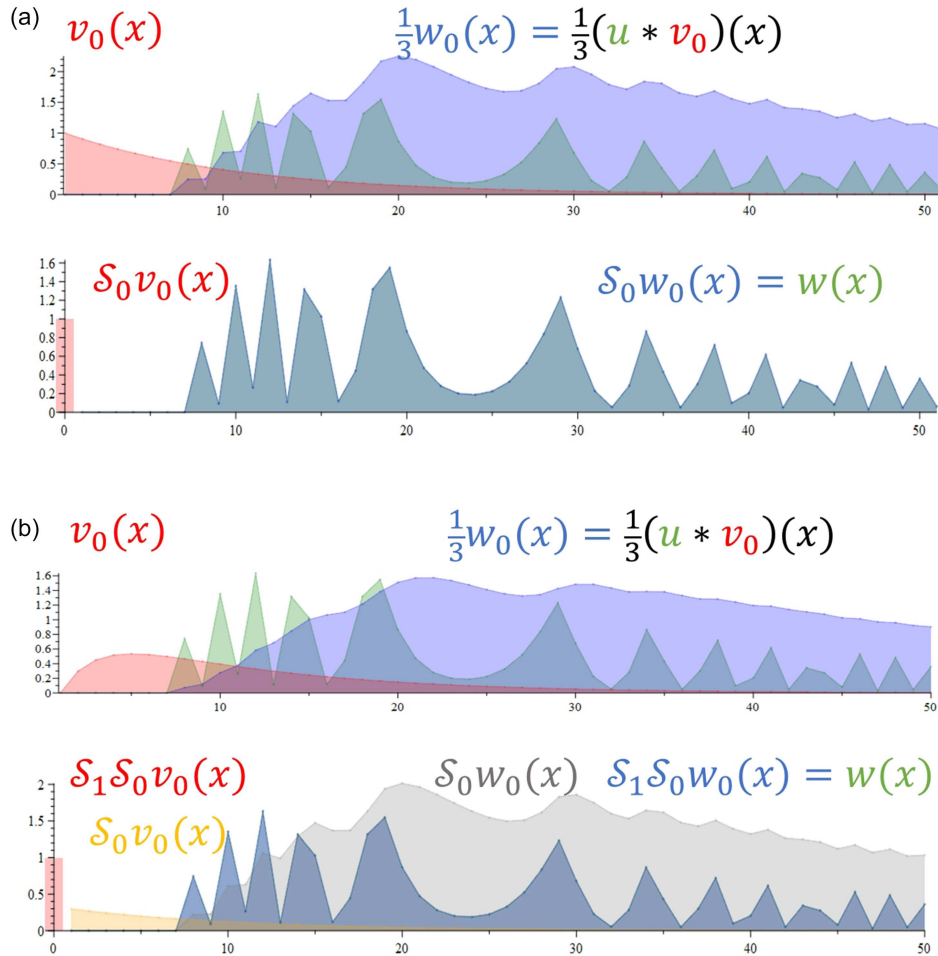 (a)
v₀(x)
⅓w₀(x) = ⅓(u * v₀)(x)
2
1.5
1
0.5
0
10 20 30 40 50
S₀v₀(x)
S₀w₀(x) = w(x)
1.6
1.4
1.2
1
0.8
0.6
0.4
0.2
0
0 10 20 30 40 50
(b)
v₀(x)
⅓w₀(x) = ⅓(u * v₀)(x)
1.6
1.4
1.2
1
0.8
0.6
0.4
0.2
0
10 20 30 40 50
S₁S₀v₀(x) S₀w₀(x) S₁S₀w₀(x) = w(x)
S₀v₀(x)
2
1.5
1
0.5
0
0 10 20 30 40 50